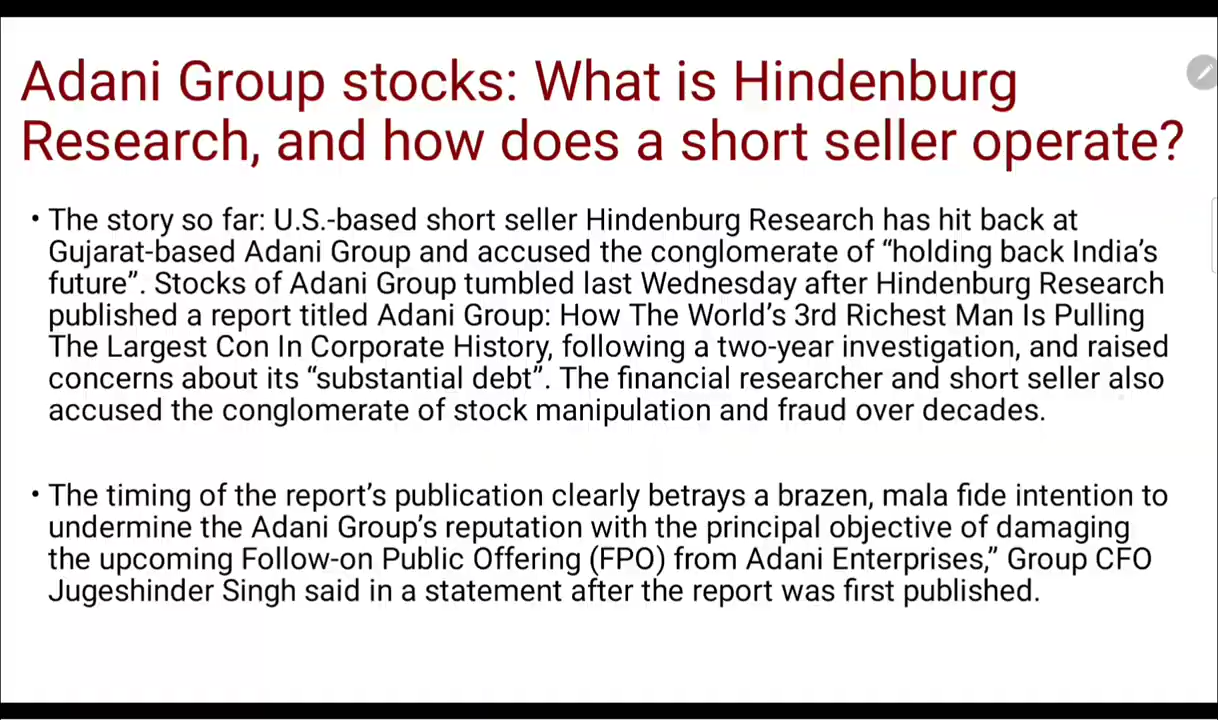 Adani Group stocks: What is Hindenburg
Research, and how does a short seller operate?
• The story so far: U.S.-based short seller Hindenburg Research has hit back at
Gujarat-based Adani Group and accused the conglomerate of “holding back India’s
future”. Stocks of Adani Group tumbled last Wednesday after Hindenburg Research
published a report titled Adani Group: How The World’s 3rd Richest Man Is Pulling
The Largest Con In Corporate History, following a two-year investigation, and raised
concerns about its “substantial debt”. The financial researcher and short seller also
accused the conglomerate of stock manipulation and fraud over decades.
• The timing of the report’s publication clearly betrays a brazen, mala fide intention to
undermine the Adani Group’s reputation with the principal objective of damaging
the upcoming Follow-on Public Offering (FPO) from Adani Enterprises,” Group CFO
Jugeshinder Singh said in a statement after the report was first published.